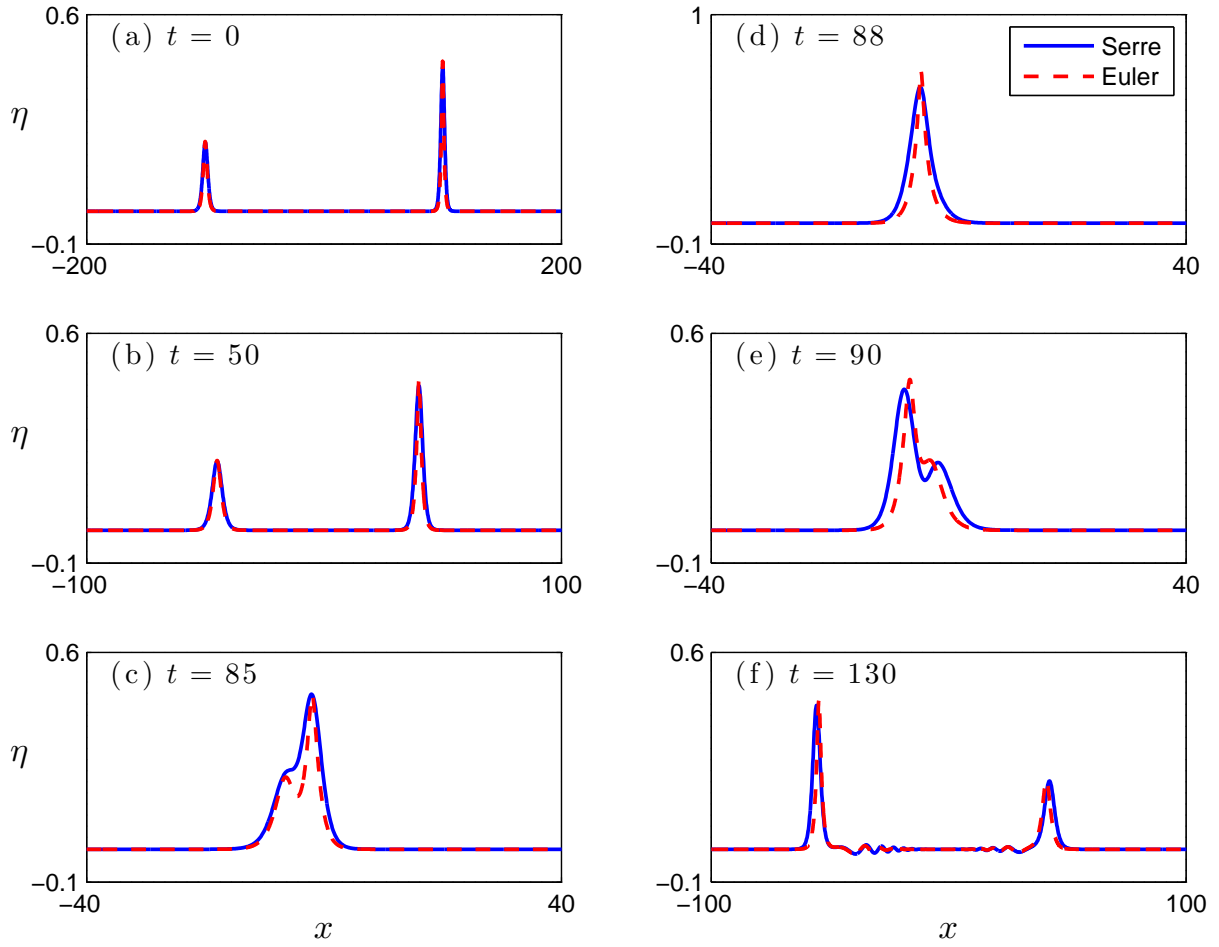 0.6
(a) t = 0
η
−0.1
−200
200
0.6
(b) t = 50
η
−0.1
−100
100
0.6
(c) t = 85
η
−0.1
−40
40
x
1
(d) t = 88
Serre
Euler
−0.1
−40
40
0.6
(e) t = 90
−0.1
−40
40
0.6
(f) t = 130
−0.1
−100
100
x